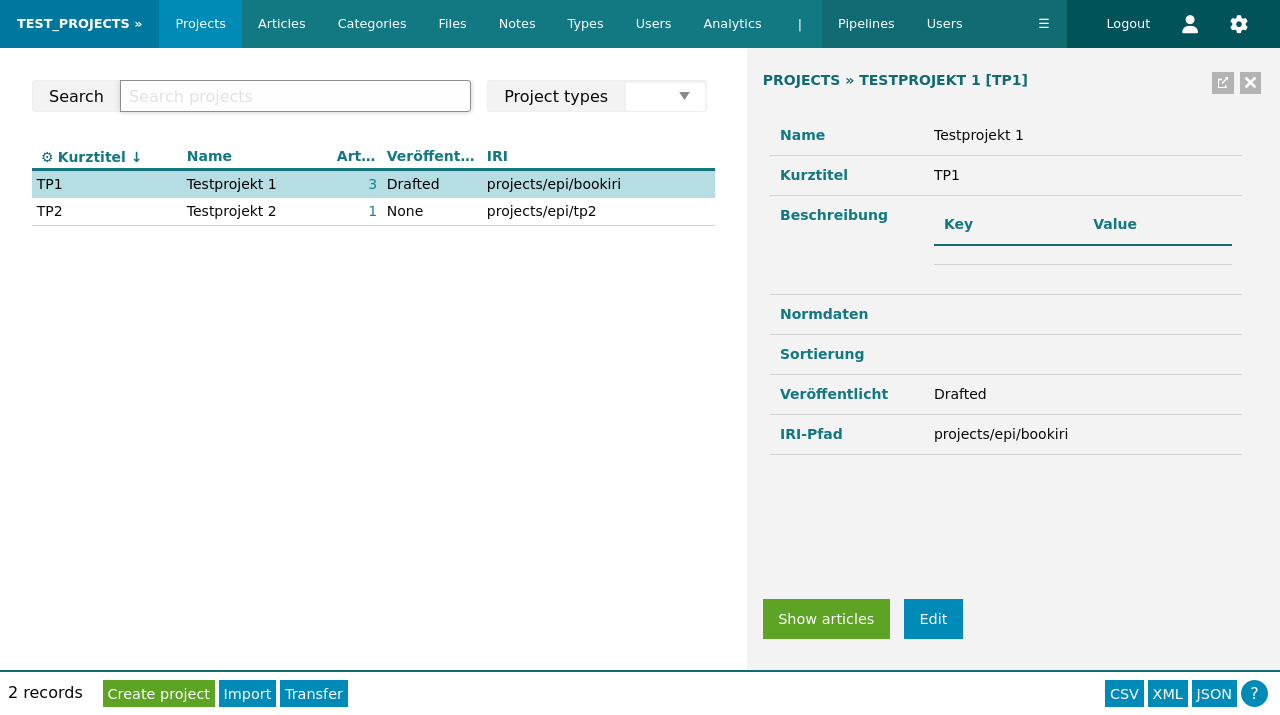 TEST_PROJECTS » Projects Articles Categories Files Notes Types Users Analytics | Pipelines Users ☰ Logout
Search Search projects Project types
⚙ Kurztitel ↓ Name Art… Veröffent… IRI
TP1 Testprojekt 1 3 Drafted projects/epi/bookiri
TP2 Testprojekt 2 1 None projects/epi/tp2
PROJECTS » TESTPROJEKT 1 [TP1]
Name Testprojekt 1
Kurztitel TP1
Beschreibung Key Value
Normdaten
Sortierung
Veröffentlicht Drafted
IRI-Pfad projects/epi/bookiri
Show articles Edit
2 records Create project Import Transfer CSV XML JSON ?